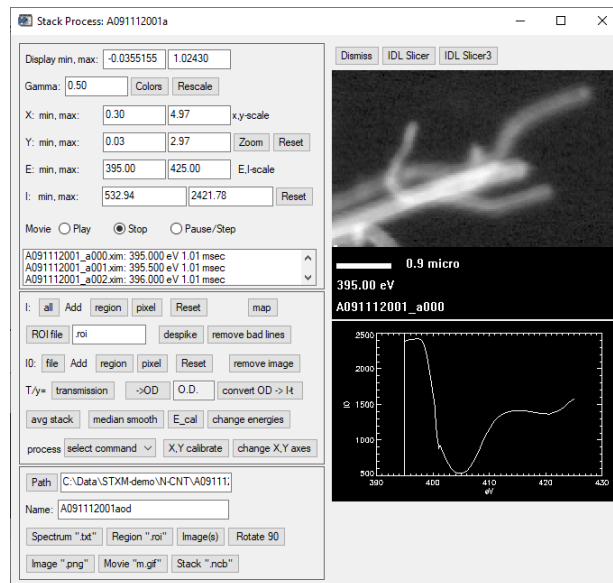 Stack Process: A091112001a
Display min, max: -0.0355155 1.02430
Gamma: 0.50 Colors Rescale
X: min, max: 0.30 4.97 x,y-scale
Y: min, max: 0.03 2.97 Zoom Reset
E: min, max: 395.00 425.00 E,I-scale
I: min, max: 532.94 2421.78 Reset
Movie Play Stop Pause/Step
A091112001_a000.xim: 395.000 eV 1.01 msec
A091112001_a001.xim: 395.500 eV 1.01 msec
A091112001_a002.xim: 396.000 eV 1.01 msec
I: all Add region pixel Reset map
ROI file .roi despike remove bad lines
I0: file Add region pixel Reset remove image
T/y= transmission ->OD O.D. convert OD -> I-t
avg stack median smooth E_cal change energies
process select command X,Y calibrate change X,Y axes
Path C:\Data\STXM-demo\N-CNT\A09111:
Name: A091112001aod
Spectrum ".txt" Region ".roi" Image(s) Rotate 90
Image ".png" Movie "m.gif" Stack ".ncb"
Dismiss IDL Slicer IDL Slicer3
0.9 micro
395.00 eV
A091112001_a000
2500
2000
1500
1000
500
IO
390 400 410 420 430
eV